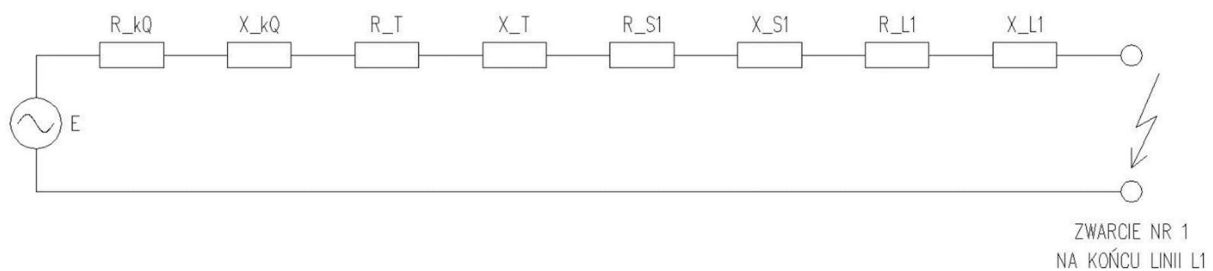 R_kQ X_kQ R_T X_T R_S1 X_S1 R_L1 X_L1
E
ZWARCIE NR 1
NA KOŃCU LINII L1